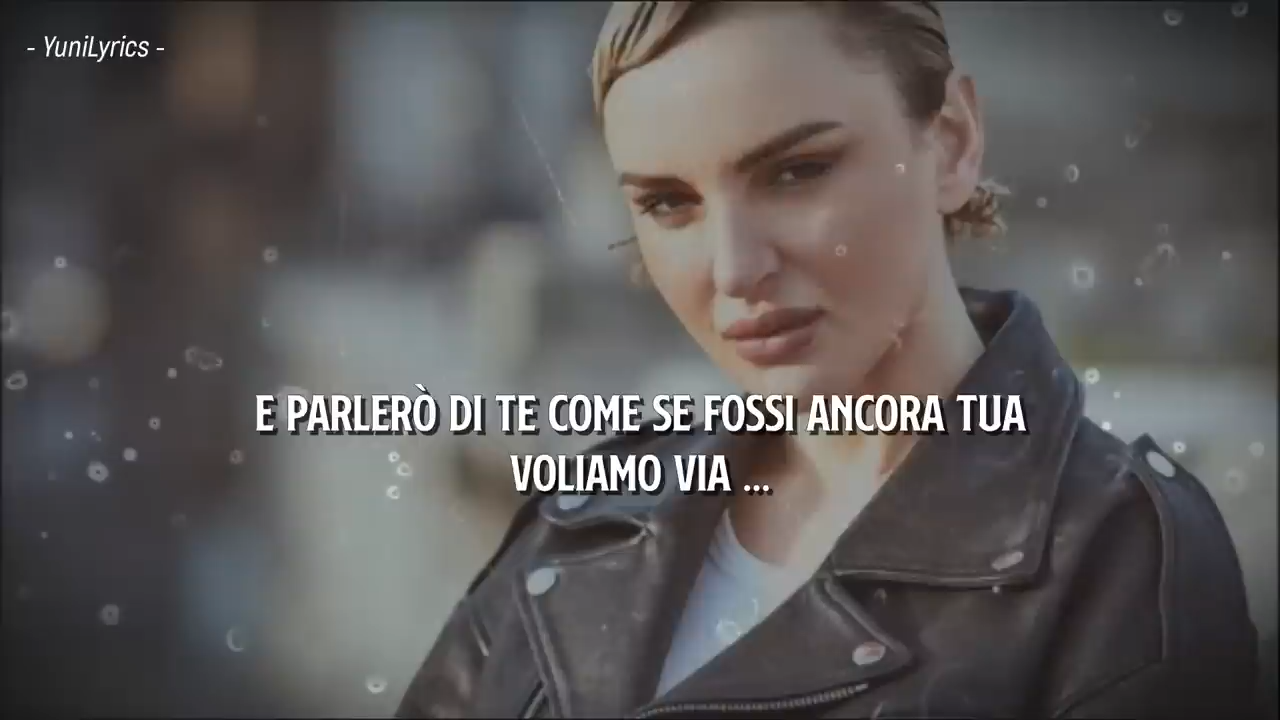 - YuniLyrics -
E PARLERÒ DI TE COME SE FOSSI ANCORA TUA
VOLIAMO VIA ...